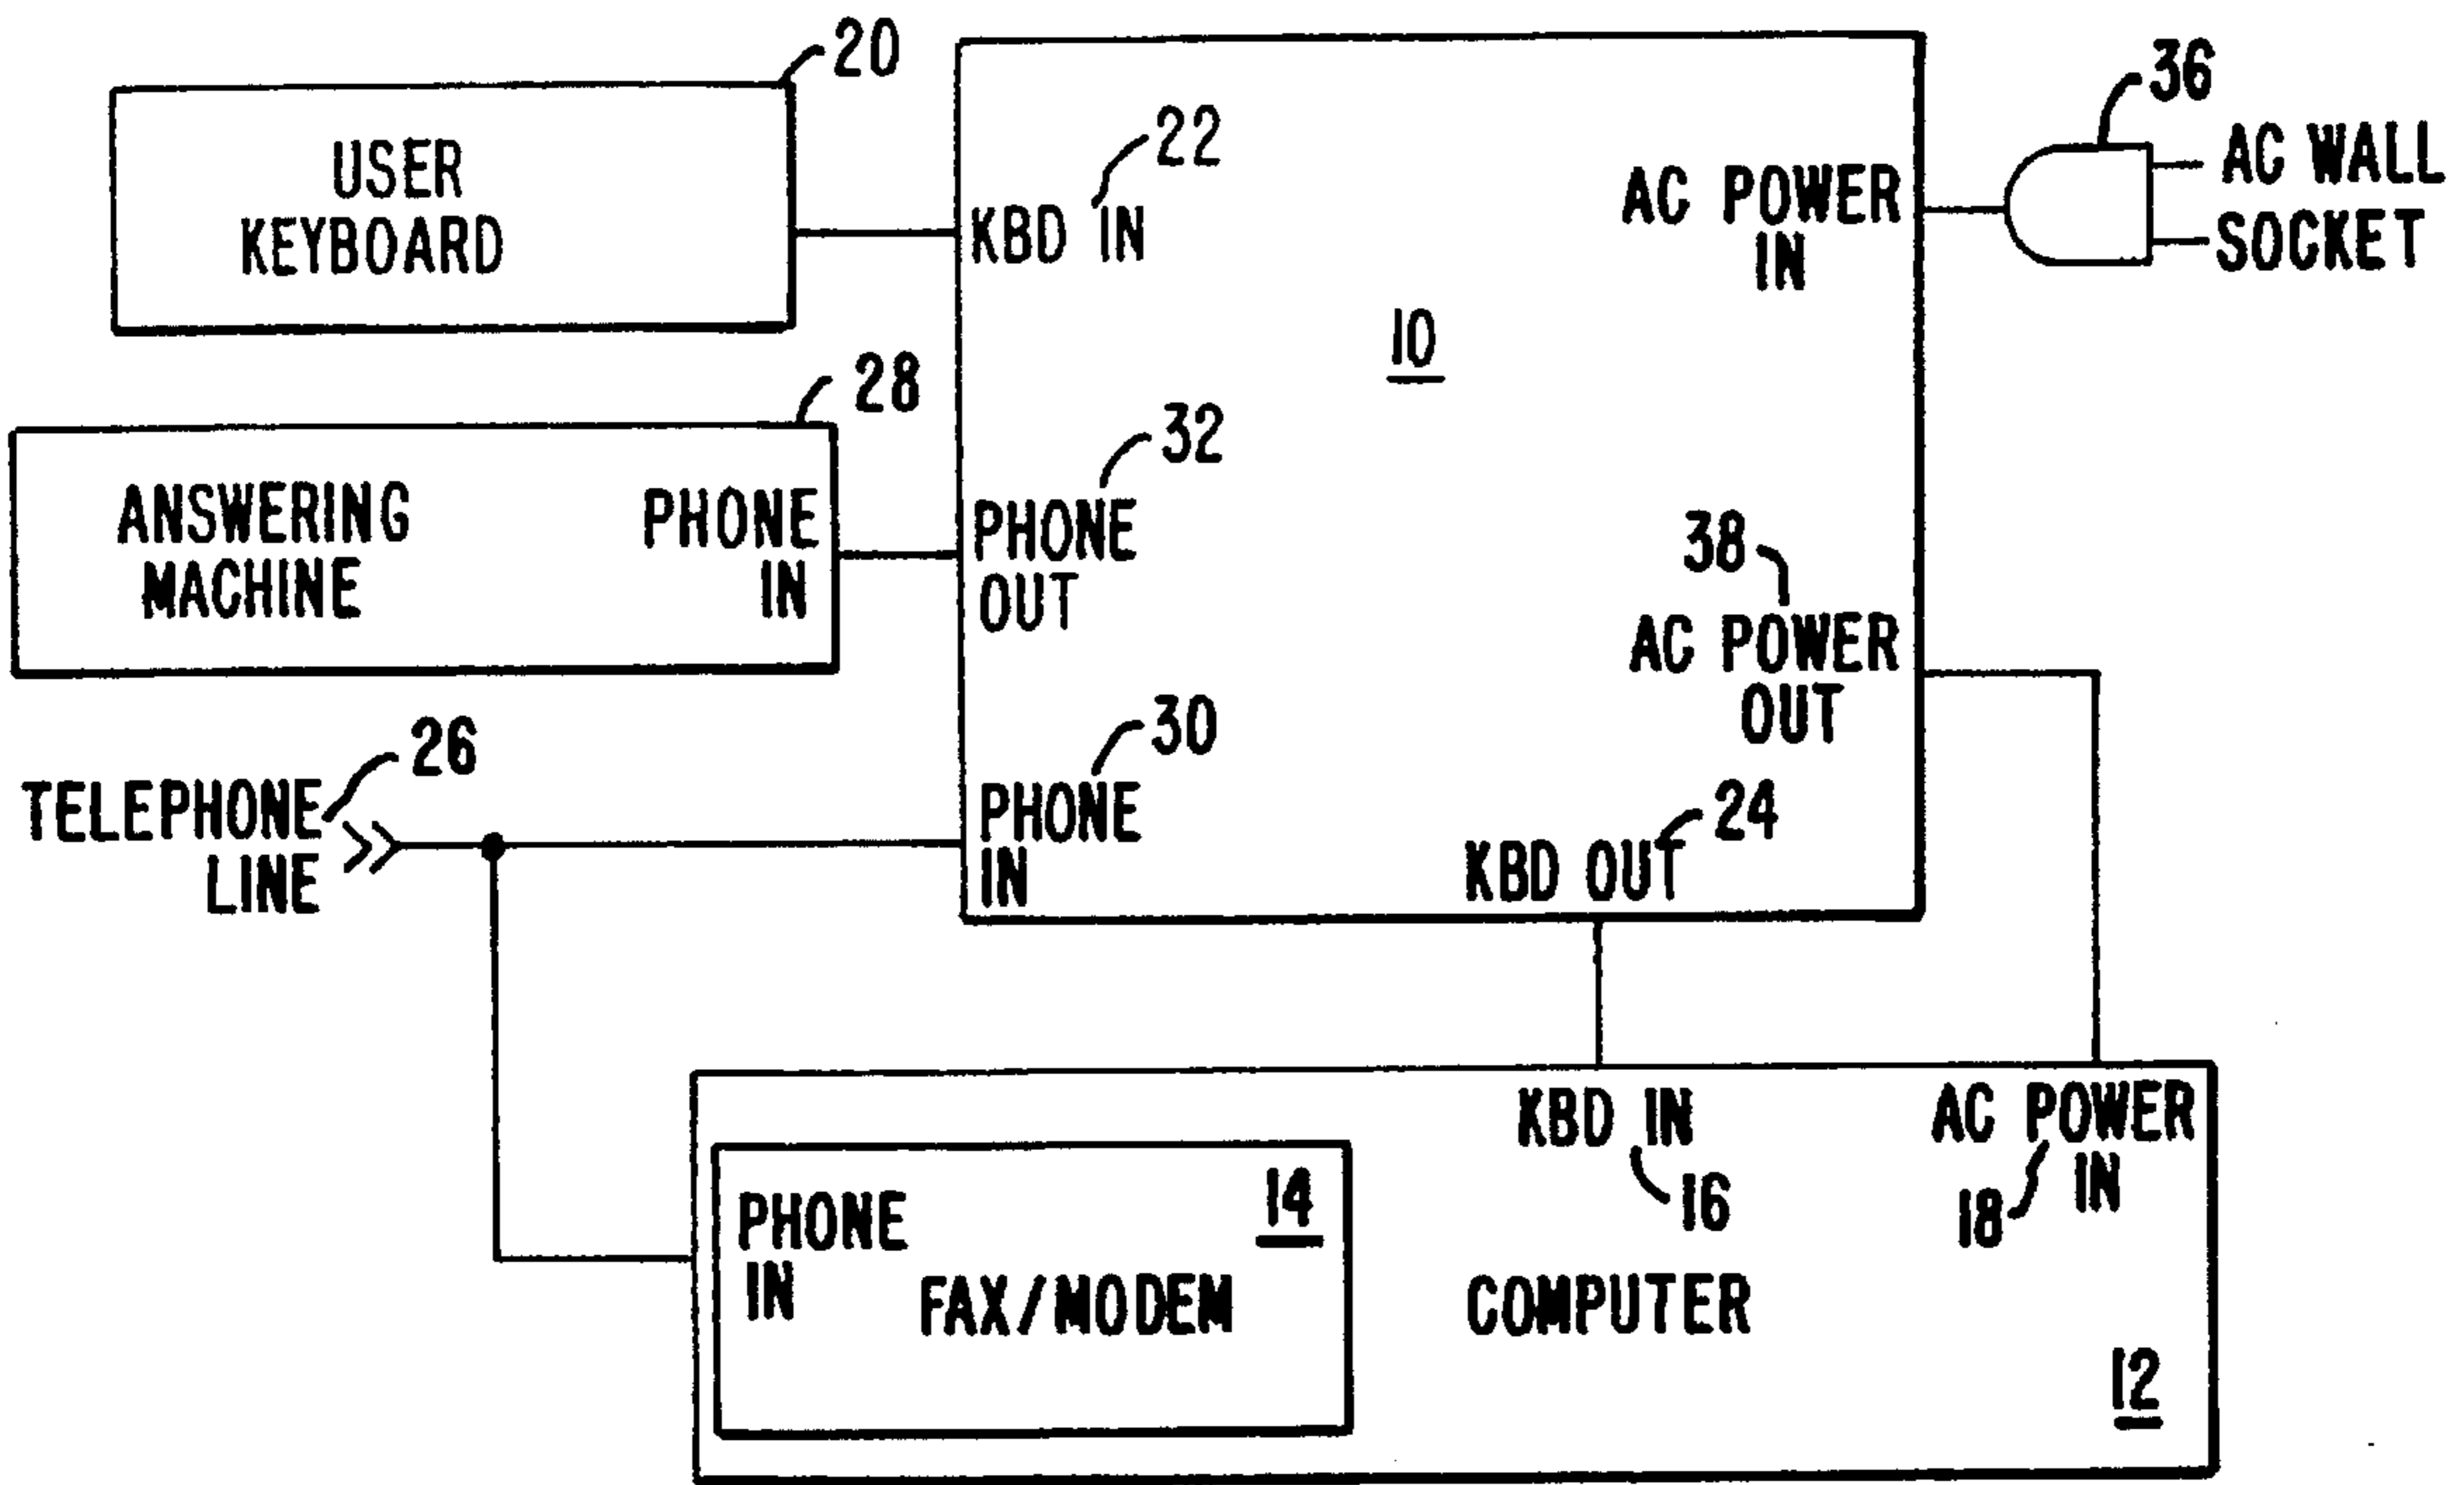 20
USER
KEYBOARD
22
KBD IN
AC POWER
IN
36
AC WALL
SOCKET
10
28
ANSWERING
MACHINE
PHONE
IN
32
PHONE
OUT
38
AC POWER
OUT
26
TELEPHONE
LINE
30
PHONE
IN
24
KBD OUT
KBD IN
16
AC POWER
IN
18
14
PHONE
IN
FAX/MODEM
COMPUTER
12